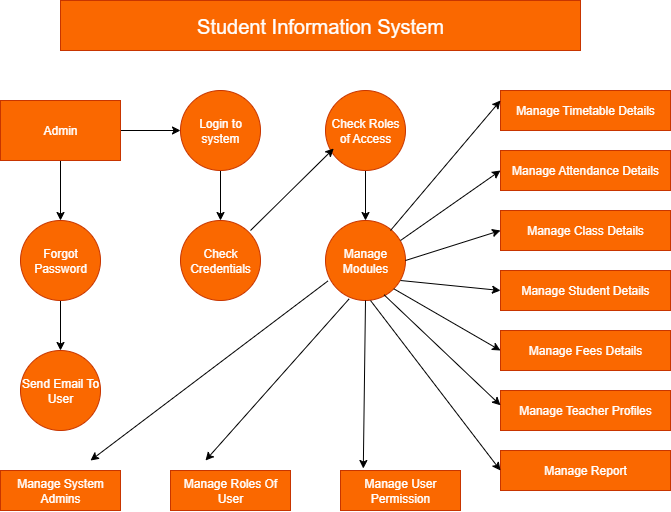 Student Information System
Admin
Login to
system
Check Roles
of Access
Manage Timetable Details
Manage Attendance Details
Manage Class Details
Manage Student Details
Manage Fees Details
Manage Teacher Profiles
Manage Report
Forgot
Password
Check
Credentials
Manage
Modules
Send Email To
User
Manage System
Admins
Manage Roles Of
User
Manage User
Permission